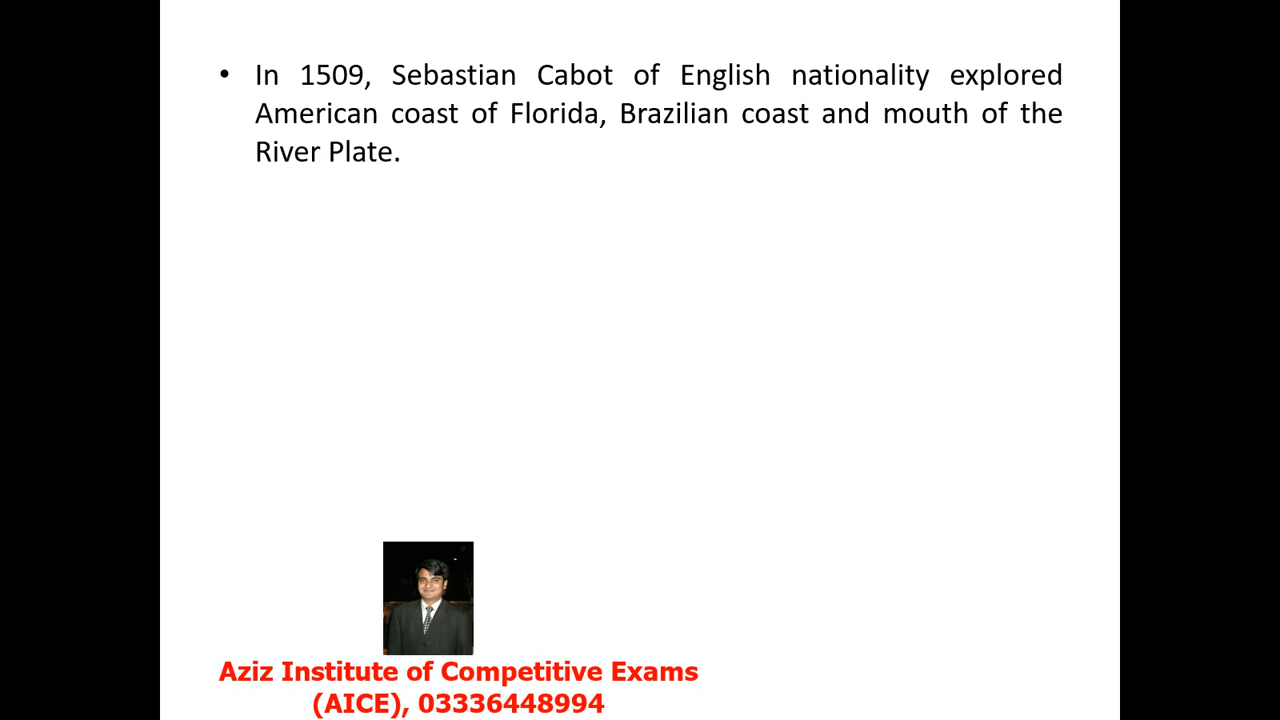 • In 1509, Sebastian Cabot of English nationality explored
American coast of Florida, Brazilian coast and mouth of the
River Plate.
Aziz Institute of Competitive Exams
(AICE), 03336448994